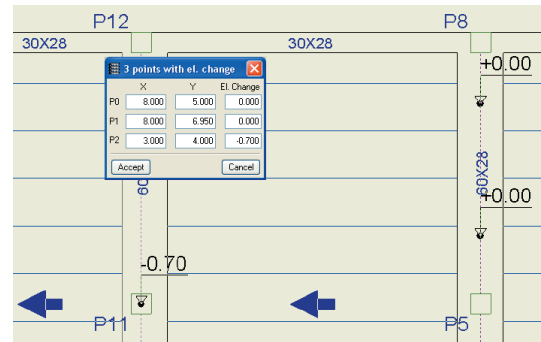 P12
P8
30X28
30X28
3 points with el. change
X Y El. Change
P0 8.000 5.000 0.000
P1 8.000 6.950 0.000
P2 3.000 4.000 -0.700
Accept Cancel
+0.00
60X28
60
+0.00
-0.70
P11
P5